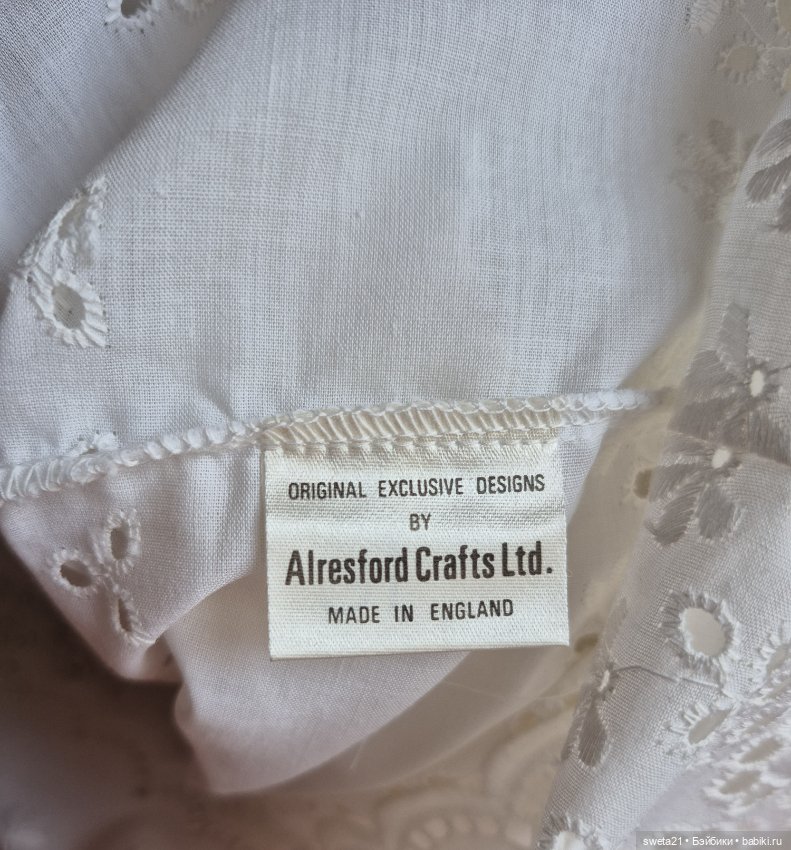 ORIGINAL EXCLUSIVE DESIGNS
BY
Alresford Crafts Ltd.
MADE IN ENGLAND
sweta21 • Бэйбики • babiki.ru